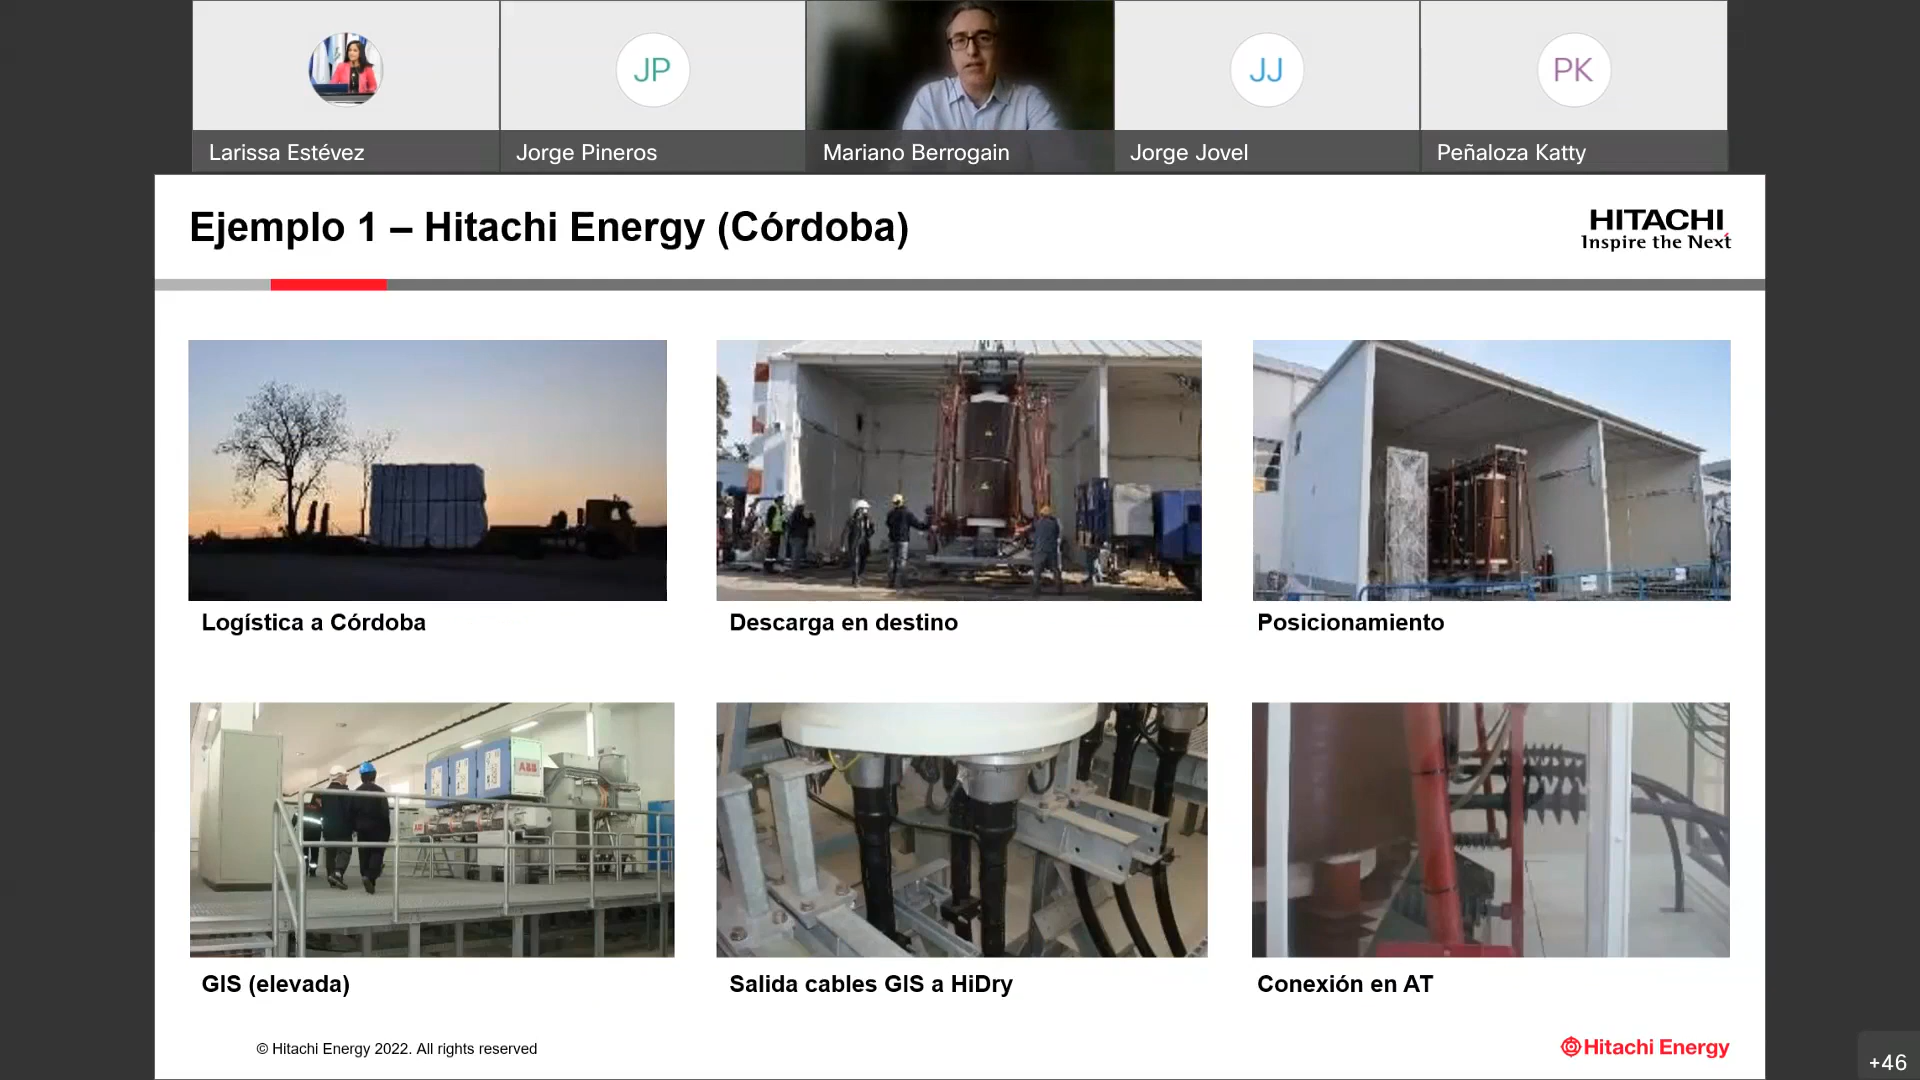 JP
JJ
PK
Larissa Estévez
Jorge Pineros
Mariano Berrogain
Jorge Jovel
Peñaloza Katty
Ejemplo 1 – Hitachi Energy (Córdoba)
HITACHI
Inspire the Next
Logística a Córdoba
Descarga en destino
Posicionamiento
ABB
GIS (elevada)
Salida cables GIS a HiDry
Conexión en AT
© Hitachi Energy 2022. All rights reserved
Hitachi Energy
+46